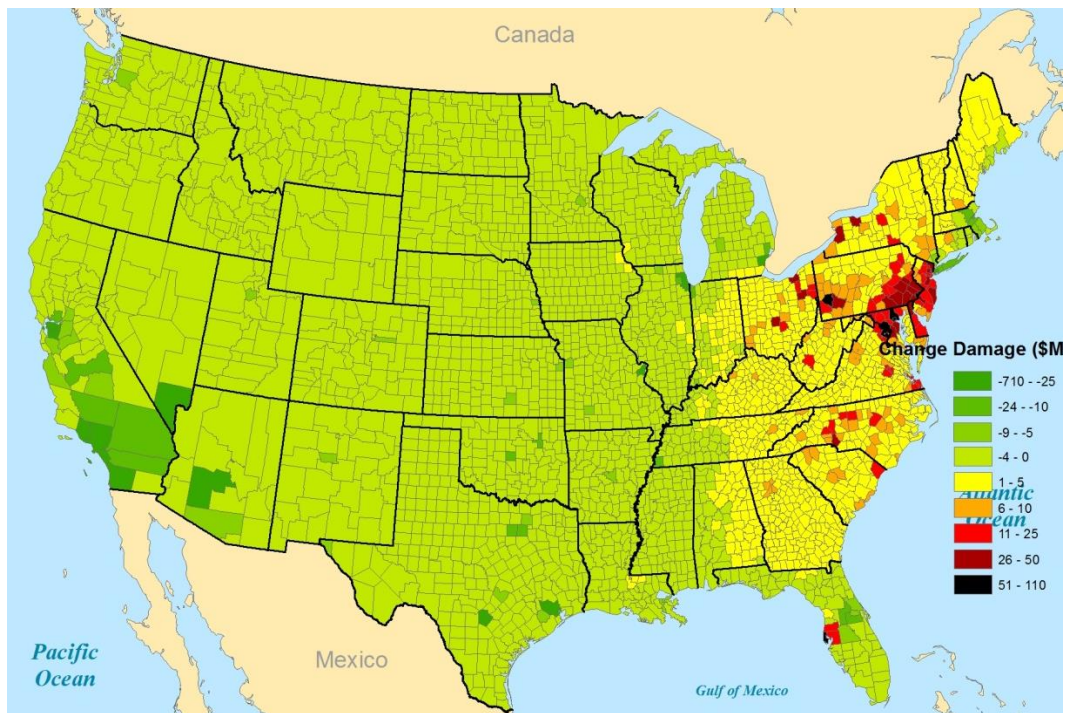 Canada
Change Damage ($M
-710 - -25
-24 - -10
-9 - -5
-4 - 0
1 - 5
Atlantic
6 - 10
Ocean
11 - 25
26 - 50
51 - 110
Pacific
Ocean
Mexico
Gulf of Mexico